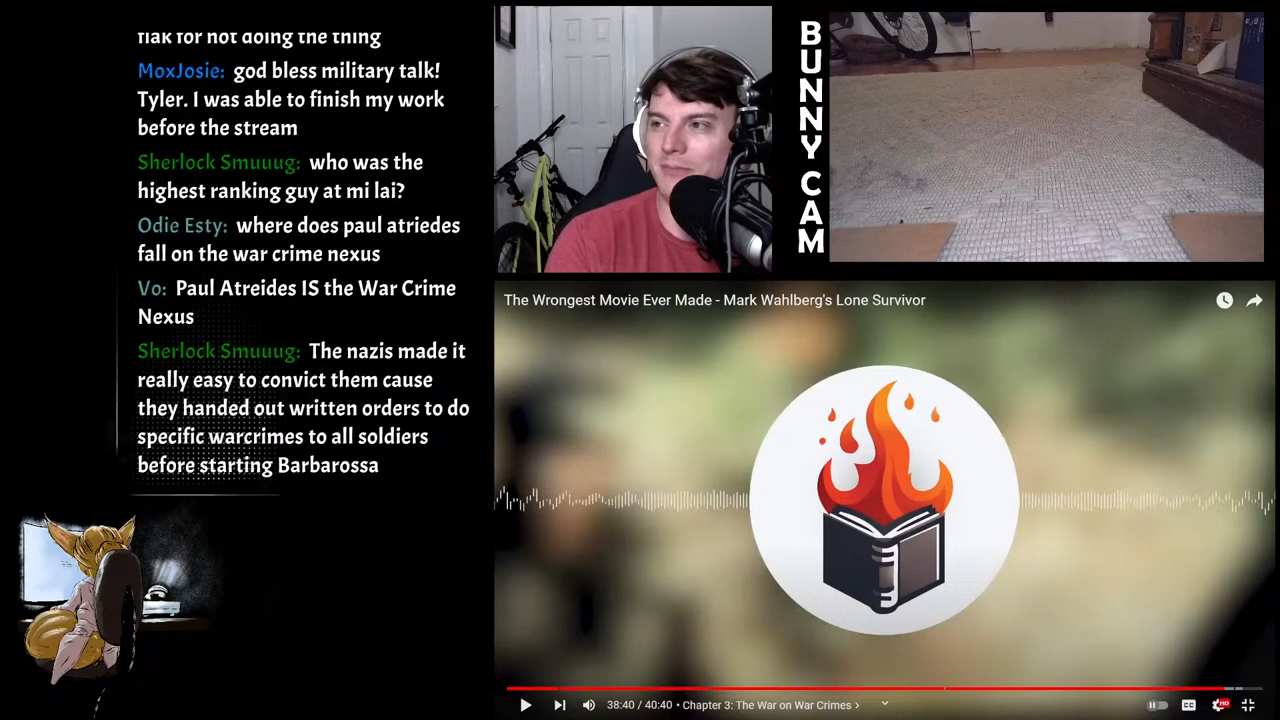 flak for not doing the thing
MoxJosie: god bless military talk!
Tyler. I was able to finish my work
before the stream
Sherlock Smuuug: who was the
highest ranking guy at mi lai?
Odie Esty: where does paul atriedes
fall on the war crime nexus
Vo: Paul Atreides IS the War Crime
Nexus
Sherlock Smuuug: The nazis made it
really easy to convict them cause
they handed out written orders to do
specific warcrimes to all soldiers
before starting Barbarossa
BUNNY CAM
The Wrongest Movie Ever Made - Mark Wahlberg's Lone Survivor
38:40 / 40:40 • Chapter 3: The War on War Crimes
CC
HD